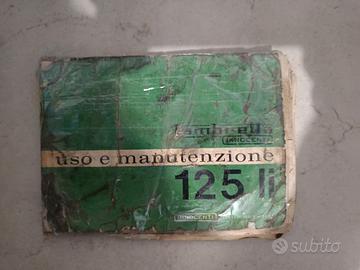 Lambretta
INNOCENTI
uso e manutenzione
125 li
INNOCENTI
subito